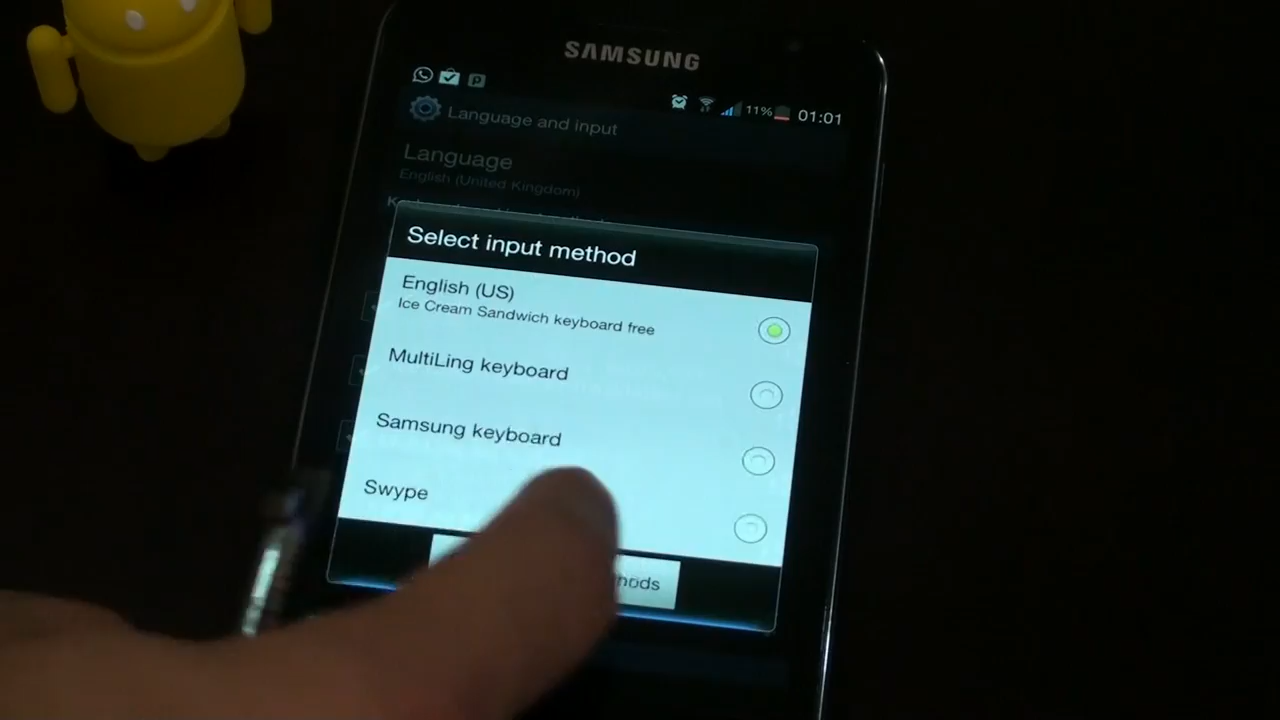 SAMSUNG
11% 01:01
Language and input
Language
English (United Kingdom)
Select input method
English (US)
Ice Cream Sandwich keyboard free
MultiLing keyboard
Samsung keyboard
Swype